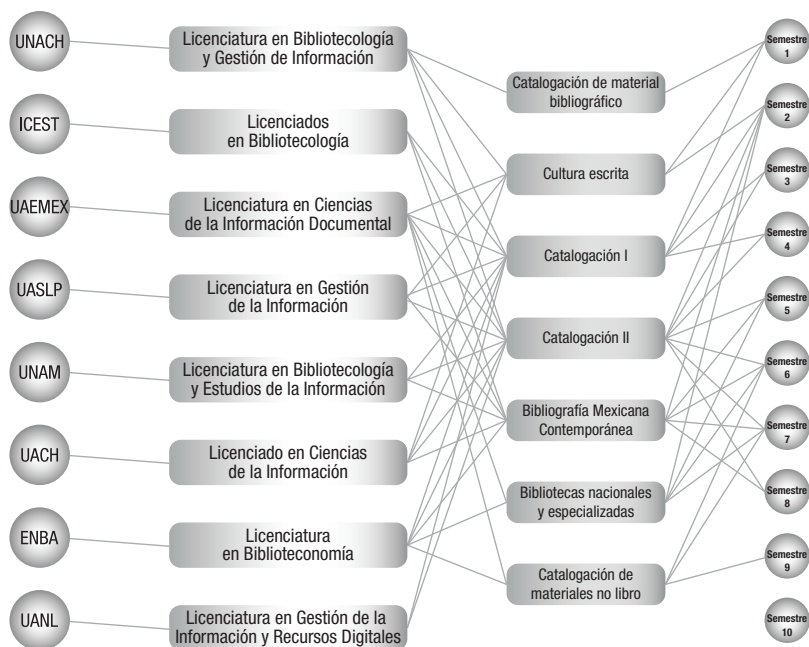 UNACH
Licenciatura en Bibliotecología
y Gestión de Información
ICEST
Licenciados
en Bibliotecología
UAEMEX
Licenciatura en Ciencias
de la Información Documental
UASLP
Licenciatura en Gestión
de la Información
UNAM
Licenciatura en Bibliotecología
y Estudios de la Información
UACH
Licenciado en Ciencias
de la Información
ENBA
Licenciatura
en Biblioteconomía
UANL
Licenciatura en Gestión de la
Información y Recursos Digitales
Catalogación de material
bibliográfico
Cultura escrita
Catalogación I
Catalogación II
Bibliografía Mexicana
Contemporánea
Bibliotecas nacionales
y especializadas
Catalogación de
materiales no libro
Semestre
1
Semestre
2
Semestre
3
Semestre
4
Semestre
5
Semestre
6
Semestre
7
Semestre
8
Semestre
9
Semestre
10